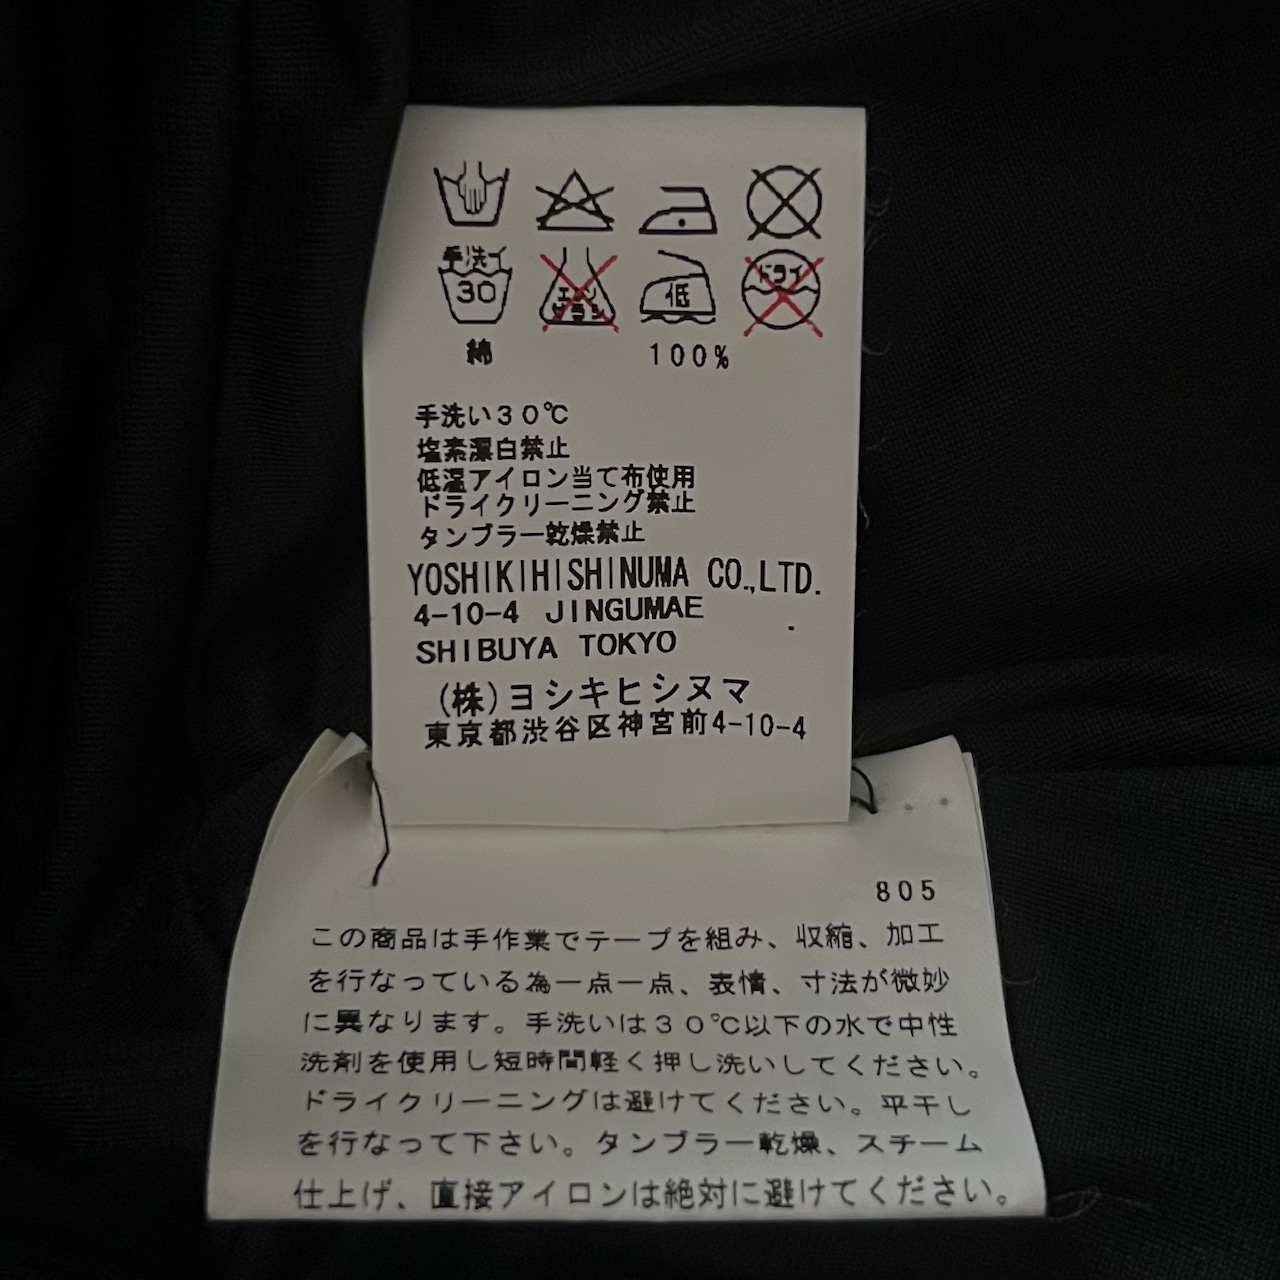 手洗イ
30
エンソ
サラシ
低
ドライ
綿 100%
手洗い30℃
塩素漂白禁止
低温アイロン当て布使用
ドライクリーニング禁止
タンブラー乾燥禁止
YOSHIKIHISHINUMA CO.,LTD.
4-10-4 JINGUMAE
SHIBUYA TOKYO
(株)ヨシキヒシヌマ
東京都渋谷区神宮前4-10-4
805
この商品は手作業でテープを組み、収縮、加工
を行なっている為一点一点、表情、寸法が微妙
に異なります。手洗いは30℃以下の水で中性
洗剤を使用し短時間軽く押し洗いしてください。
ドライクリーニングは避けてください。平干し
を行なって下さい。タンブラー乾燥、スチーム
仕上げ、直接アイロンは絶対に避けてください。